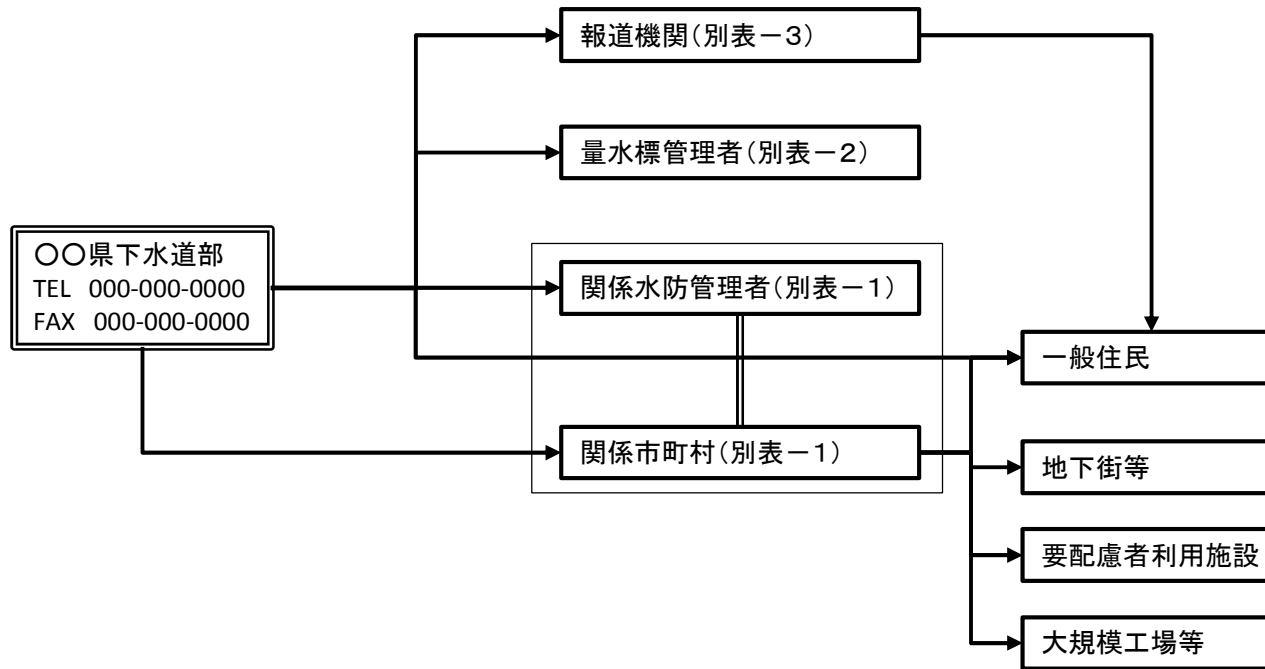 報道機関(別表－３)
量水標管理者(別表－２)
〇〇県下水道部
TEL 000-000-0000
FAX 000-000-0000
関係水防管理者(別表－１)
一般住民
関係市町村(別表－１)
地下街等
要配慮者利用施設
大規模工場等